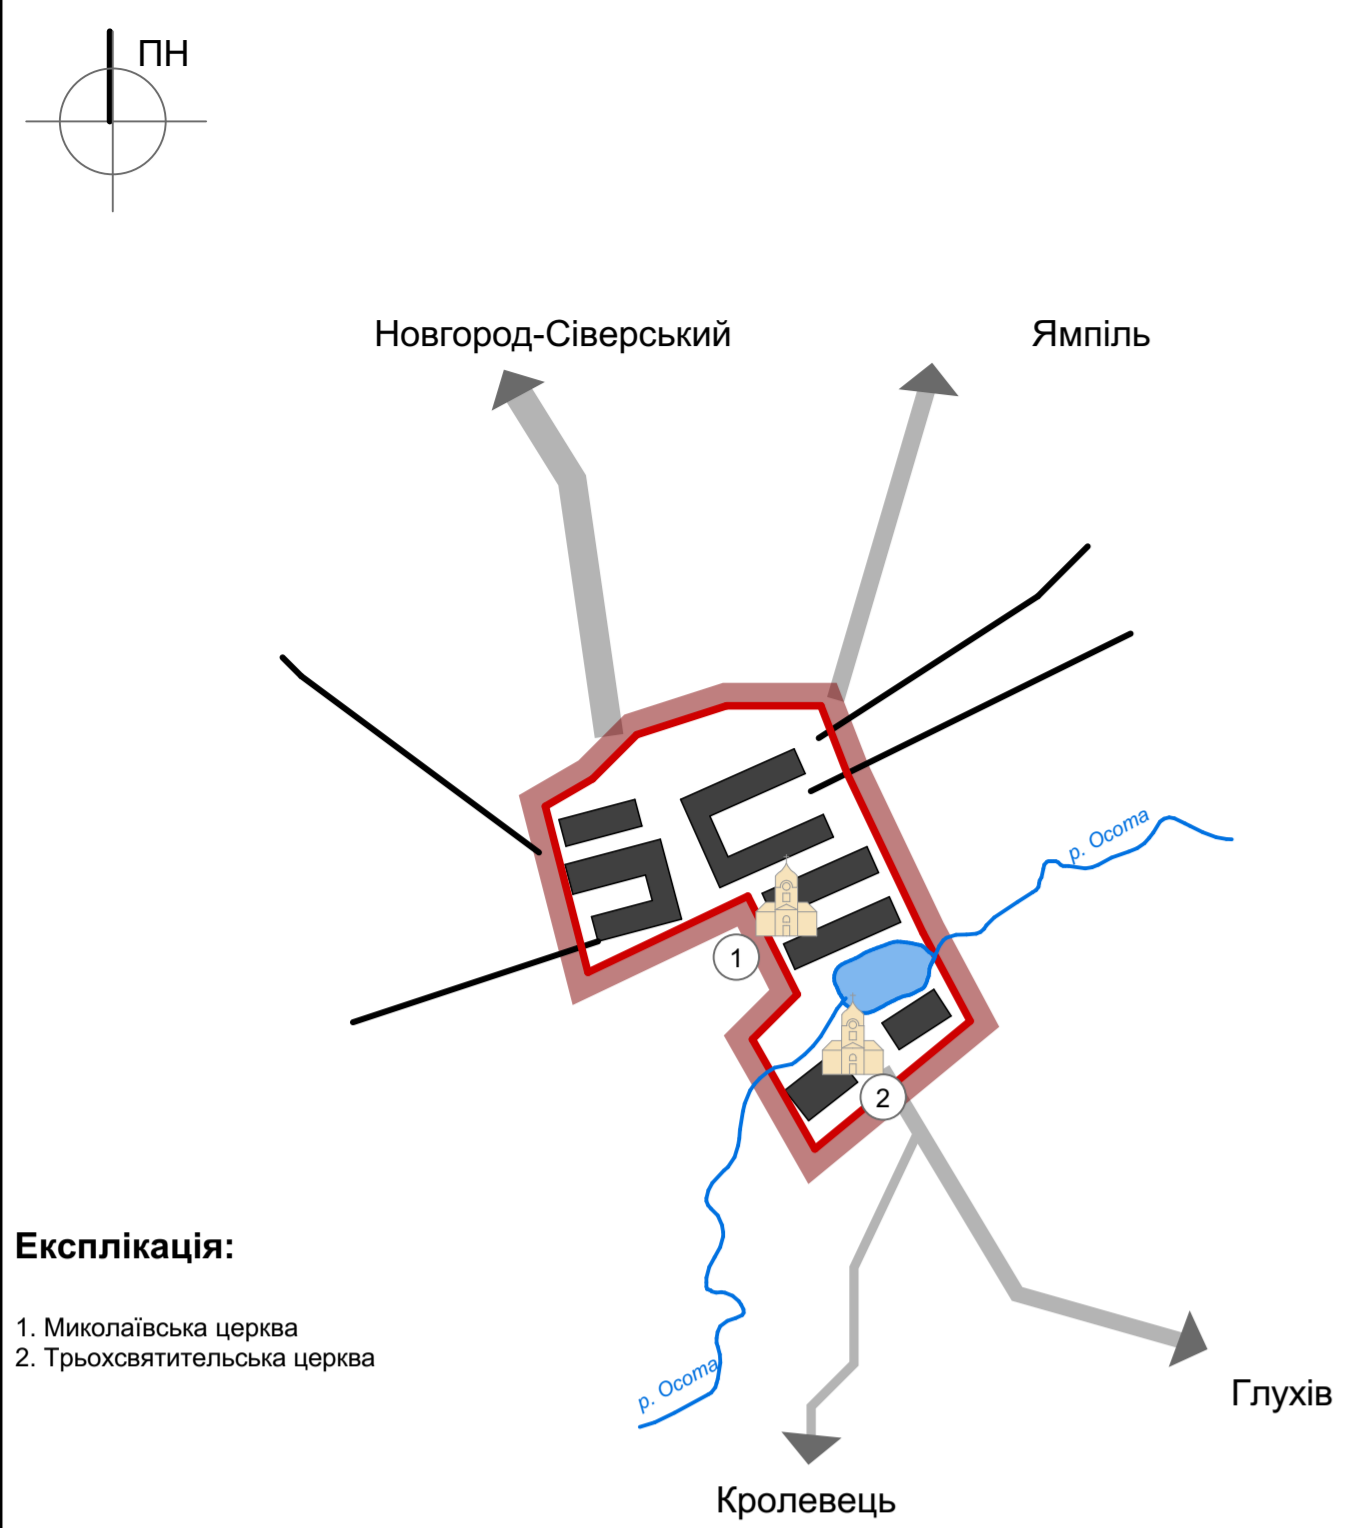 ПН
Новгород-Сіверський
Ямпіль
р. Осота
1
2
Експлікація:
1. Миколаївська церква
2. Трьохсвятительська церква
р. Осота
Глухів
Кролевець